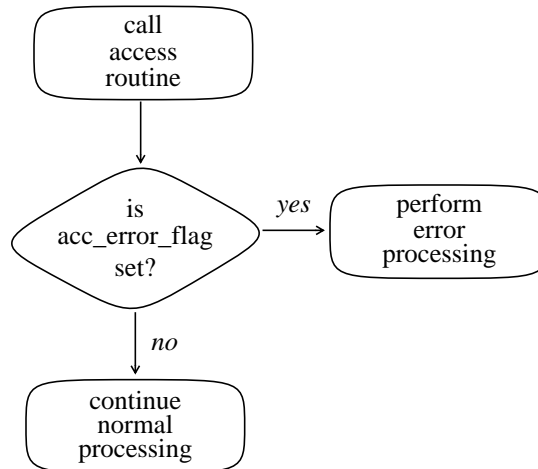 call
access
routine
is
acc_error_flag
set?
yes
perform
error
processing
no
continue
normal
processing